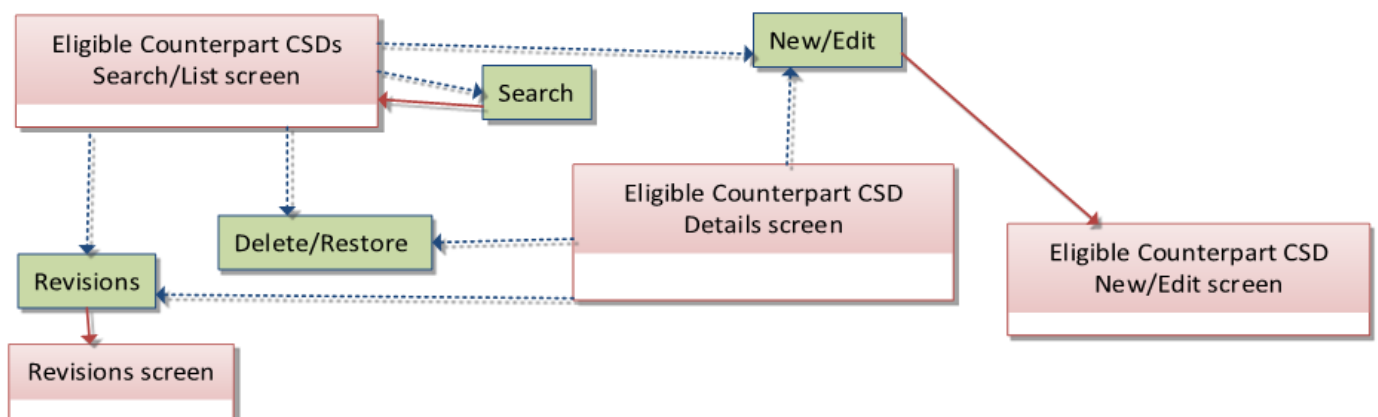 Eligible Counterpart CSDs
Search/List screen
New/Edit
Search
Eligible Counterpart CSD
Details screen
Delete/Restore
Eligible Counterpart CSD
New/Edit screen
Revisions
Revisions screen